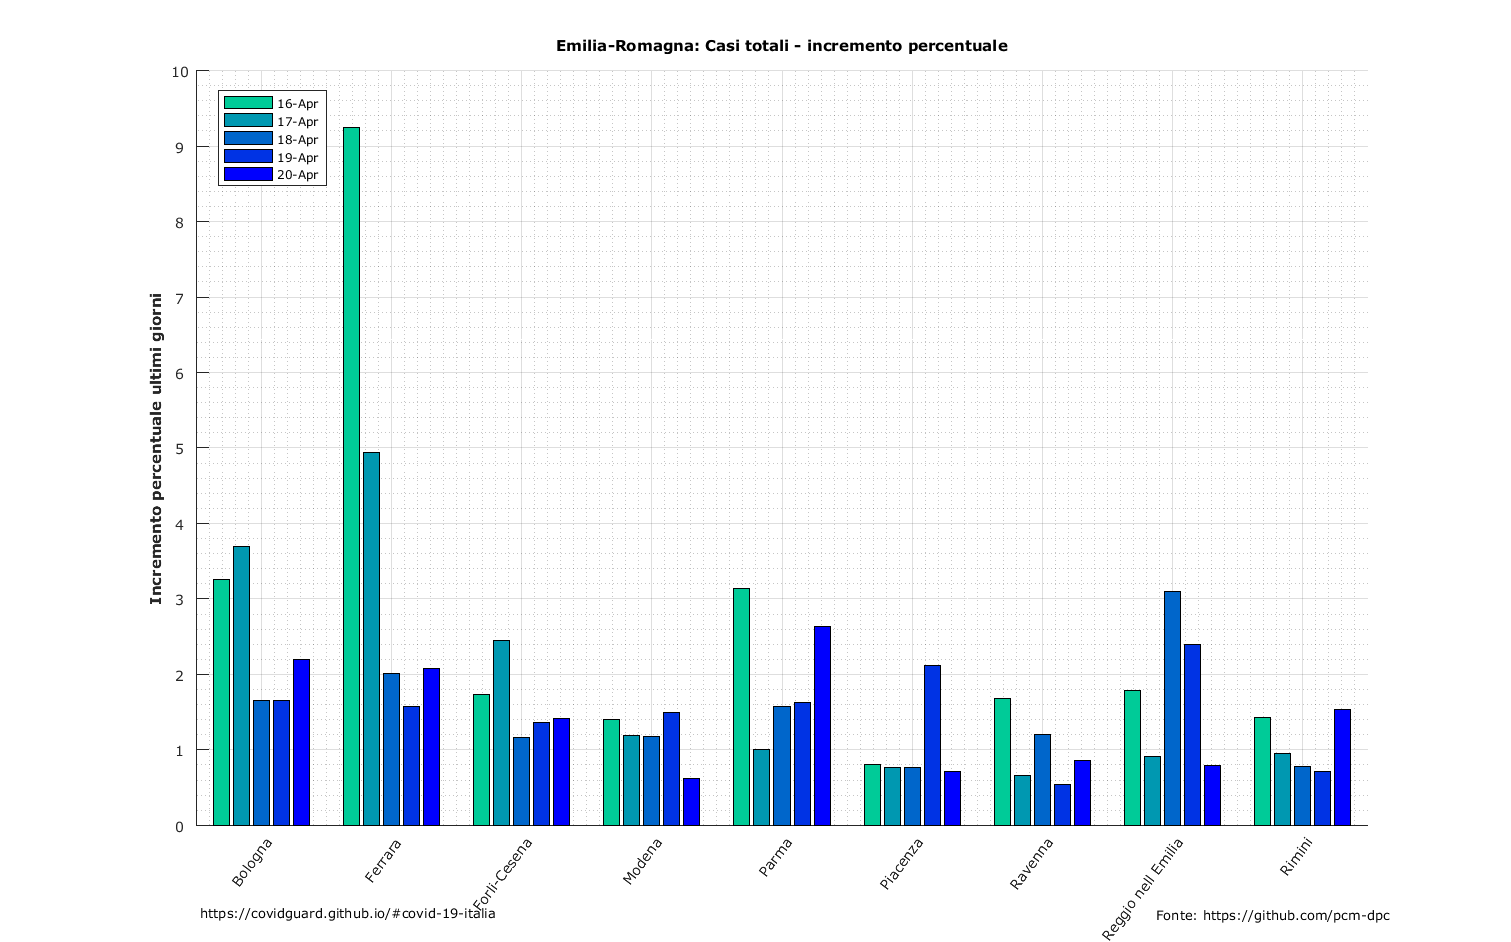 Emilia-Romagna: Casi totali - incremento percentuale
Incremento percentuale ultimi giorni
10
9
8
7
6
5
4
3
2
1
0
16-Apr
17-Apr
18-Apr
19-Apr
20-Apr
Bologna
Ferrara
Forlì-Cesena
Modena
Parma
Piacenza
Ravenna
Reggio nell Emilia
Rimini
https://covidguard.github.io/#covid-19-italia
Fonte: https://github.com/pcm-dpc